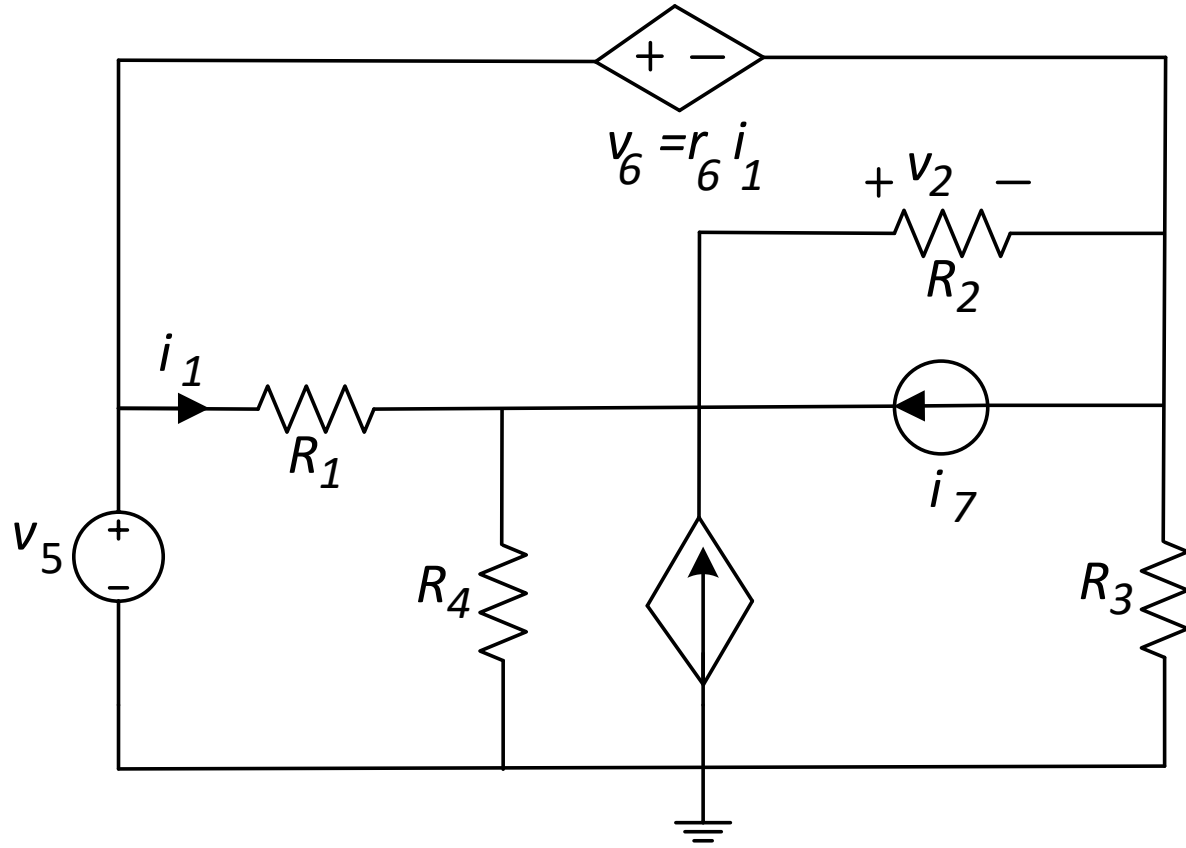 + −
v6 =r6 i1
+ v2 −
R2
i1
R1
i7
v5
+
−
R4
R3